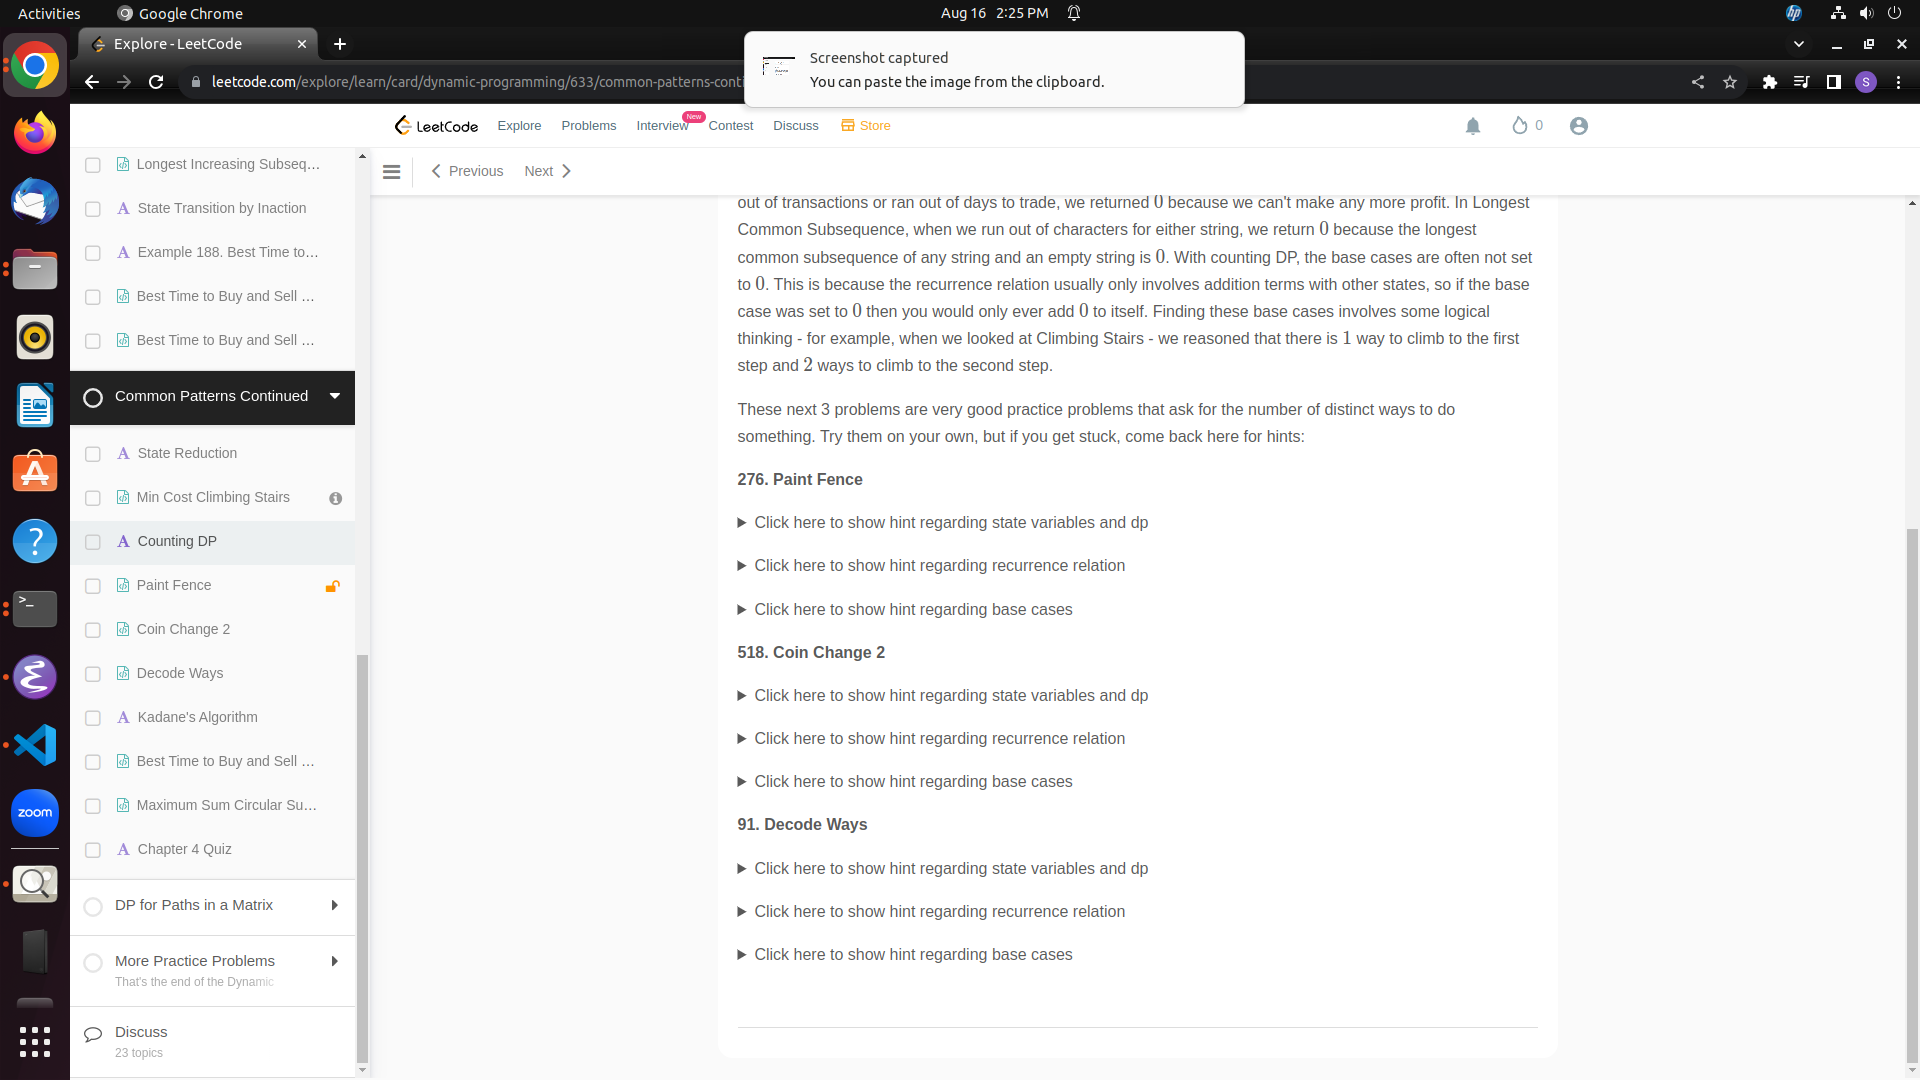 Activities
Google Chrome
Aug 16 2:25 PM
Explore - LeetCode
leetcode.com/explore/learn/card/dynamic-programming/633/common-patterns-conti
S
Screenshot captured
You can paste the image from the clipboard.
LeetCode
Explore
Problems
Interview
New
Contest
Discuss
Store
0
Previous
Next
Longest Increasing Subseq...
State Transition by Inaction
Example 188. Best Time to...
Best Time to Buy and Sell ...
Best Time to Buy and Sell ...
Common Patterns Continued
State Reduction
Min Cost Climbing Stairs
Counting DP
Paint Fence
Coin Change 2
Decode Ways
Kadane's Algorithm
Best Time to Buy and Sell ...
Maximum Sum Circular Su...
Chapter 4 Quiz
DP for Paths in a Matrix
More Practice Problems
That's the end of the Dynamic
Discuss
23 topics
zoom
out of transactions or ran out of days to trade, we returned 0 because we can't make any more profit. In Longest
Common Subsequence, when we run out of characters for either string, we return 0 because the longest
common subsequence of any string and an empty string is 0. With counting DP, the base cases are often not set
to 0. This is because the recurrence relation usually only involves addition terms with other states, so if the base
case was set to 0 then you would only ever add 0 to itself. Finding these base cases involves some logical
thinking - for example, when we looked at Climbing Stairs - we reasoned that there is 1 way to climb to the first
step and 2 ways to climb to the second step.
These next 3 problems are very good practice problems that ask for the number of distinct ways to do
something. Try them on your own, but if you get stuck, come back here for hints:
276. Paint Fence
Click here to show hint regarding state variables and dp
Click here to show hint regarding recurrence relation
Click here to show hint regarding base cases
518. Coin Change 2
Click here to show hint regarding state variables and dp
Click here to show hint regarding recurrence relation
Click here to show hint regarding base cases
91. Decode Ways
Click here to show hint regarding state variables and dp
Click here to show hint regarding recurrence relation
Click here to show hint regarding base cases